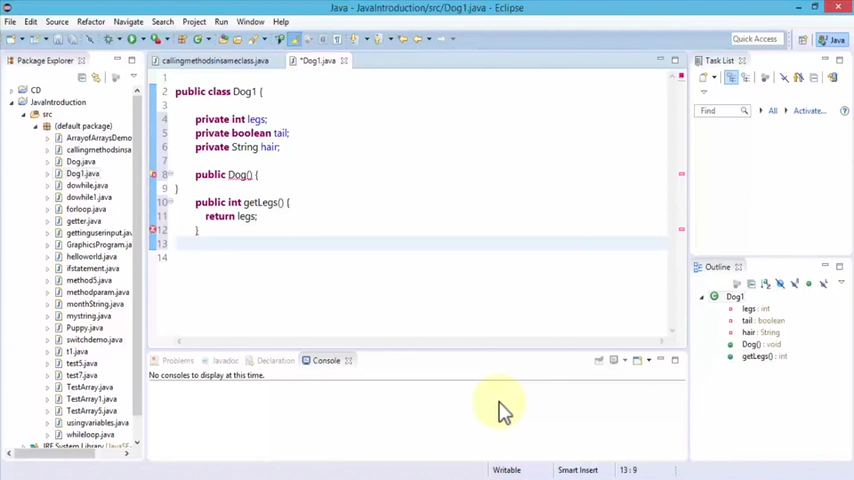 Java - JavaIntroduction/src/Dog1.java - Eclipse
File Edit Source Refactor Navigate Search Project Run Window Help
Quick Access
Java
Package Explorer
callingmethodsinsameclass.java
*Dog1.java
Task List
CD
JavaIntroduction
src
(default package)
ArrayofArraysDemo
callingmethodsinsa
Dog.java
Dog1.java
dowhile.java
dowhile1.java
forloop.java
getter.java
gettinguserinput.java
GraphicsProgram.ja
helloworld.java
ifstatement.java
method5.java
methodparam.java
monthString.java
mystring.java
Puppy.java
switchdemo.java
t1.java
test5.java
test7.java
TestArray.java
TestArray1.java
TestArray5.java
usingvariables.java
whileloop.java
JRE System Library
1
2 public class Dog1 {
3
4 private int legs;
5 private boolean tail;
6 private String hair;
7
8 public Dog() {
9 }
10 public int getLegs() {
11 return legs;
12 }
13
14
Find
All
Activate...
Outline
Dog1
legs : int
tail : boolean
hair : String
Dog() : void
getLegs() : int
Problems
Javadoc
Declaration
Console
No consoles to display at this time.
Writable
Smart Insert
13 : 9